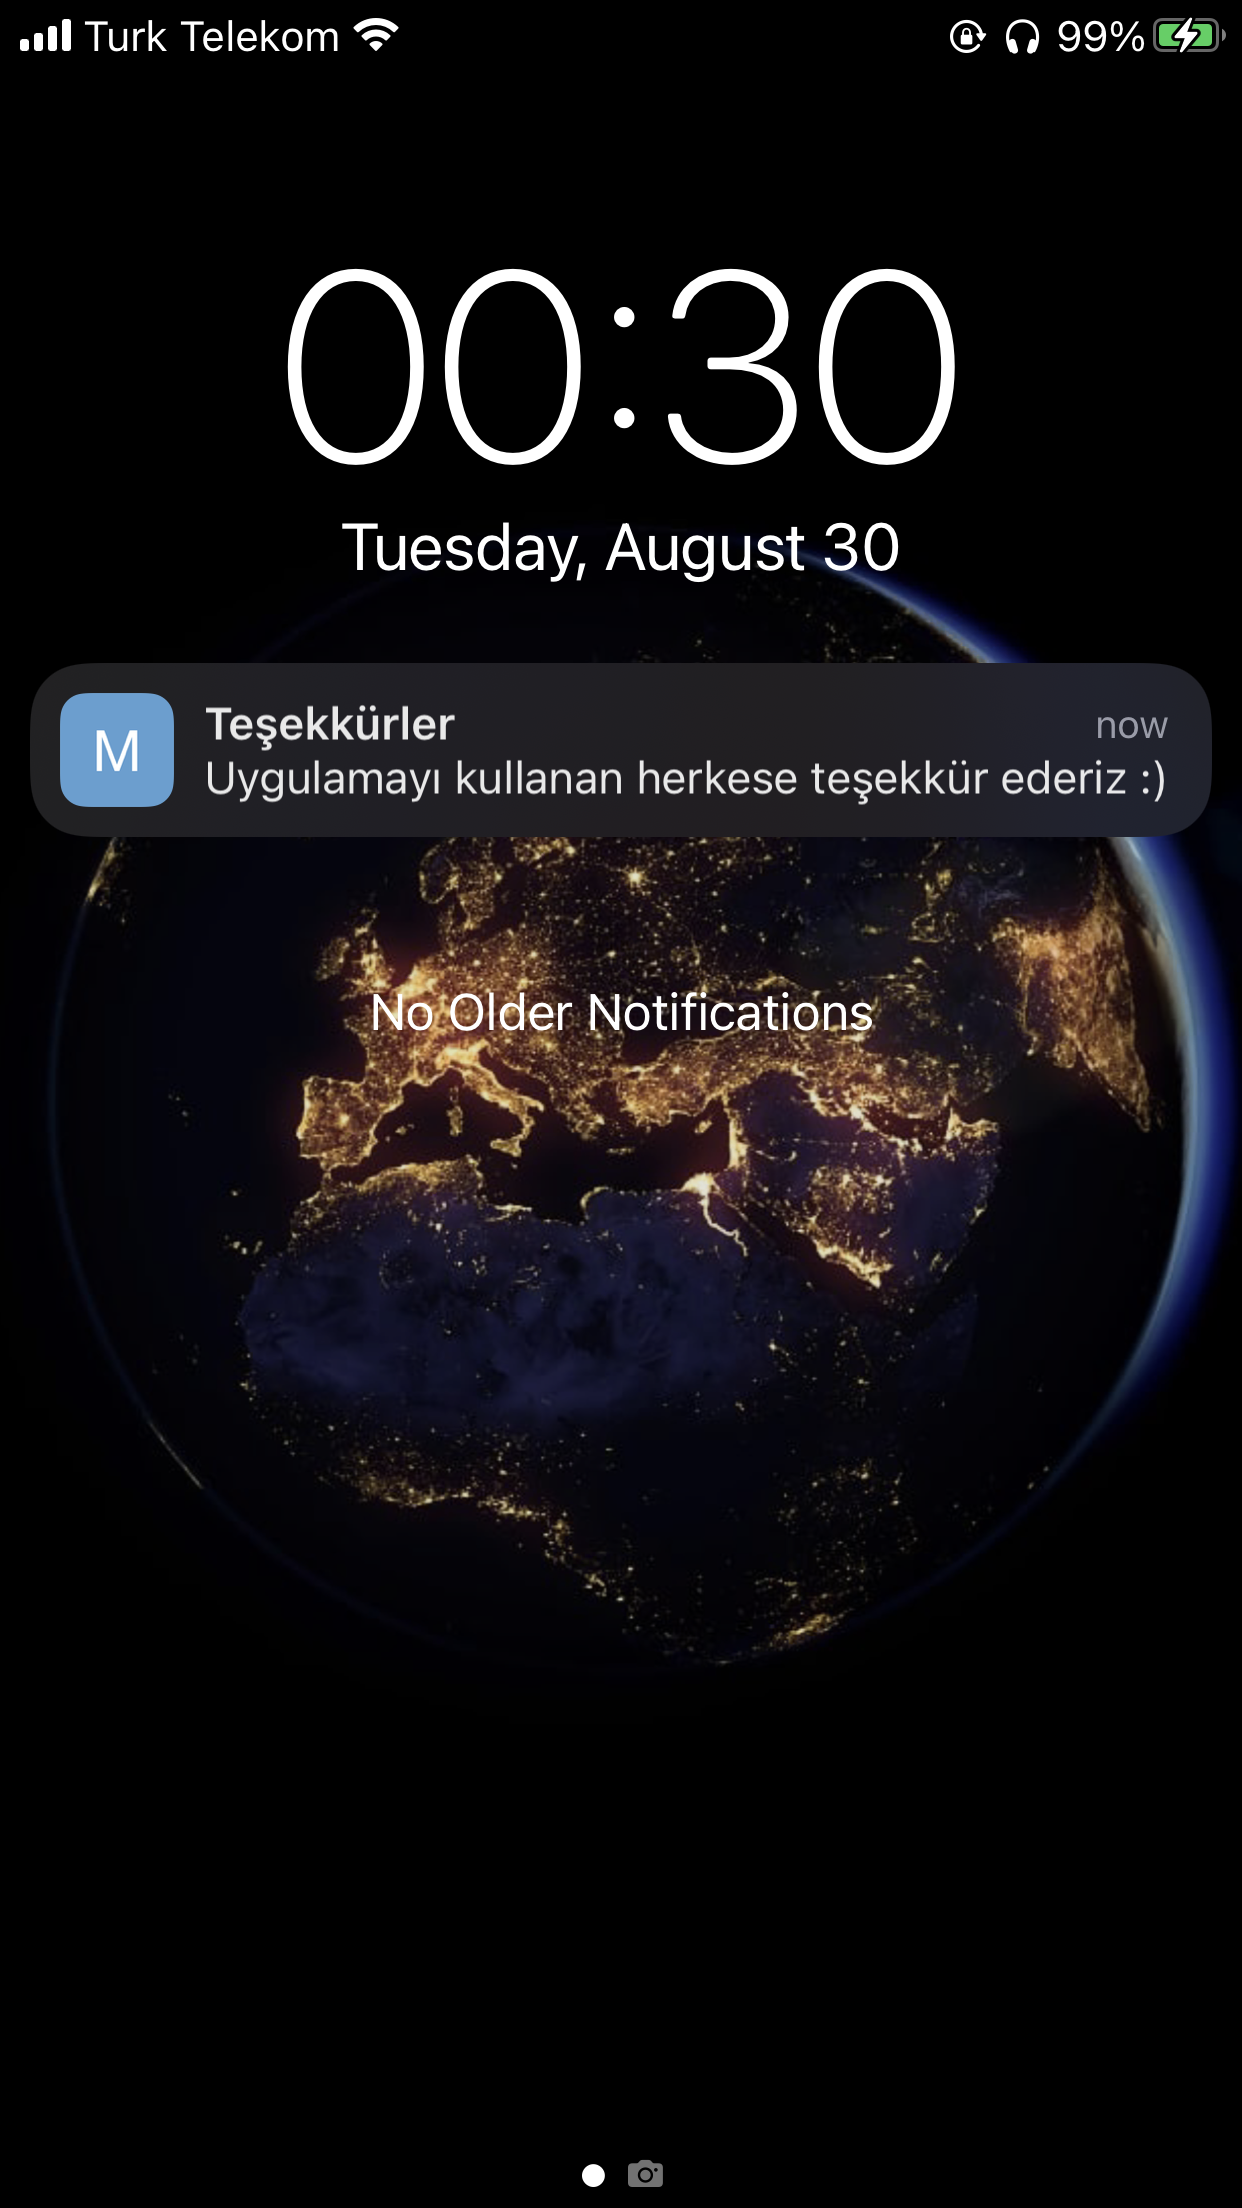 Turk Telekom 99%
00:30
Tuesday, August 30
M
Teşekkürler now
Uygulamayı kullanan herkese teşekkür ederiz :)
No Older Notifications